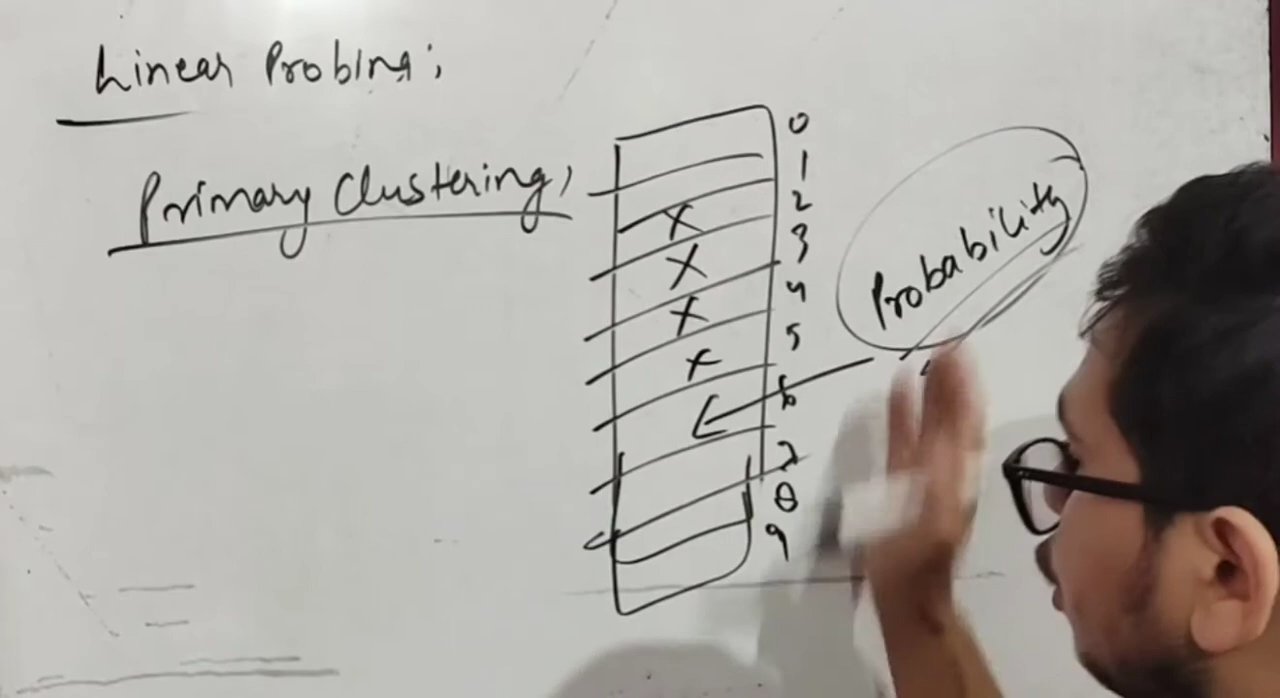 Linear Probing:
Primary Clustering,
0
1
2
X
3
X
4
X
5
X
6
7
8
9
Probability